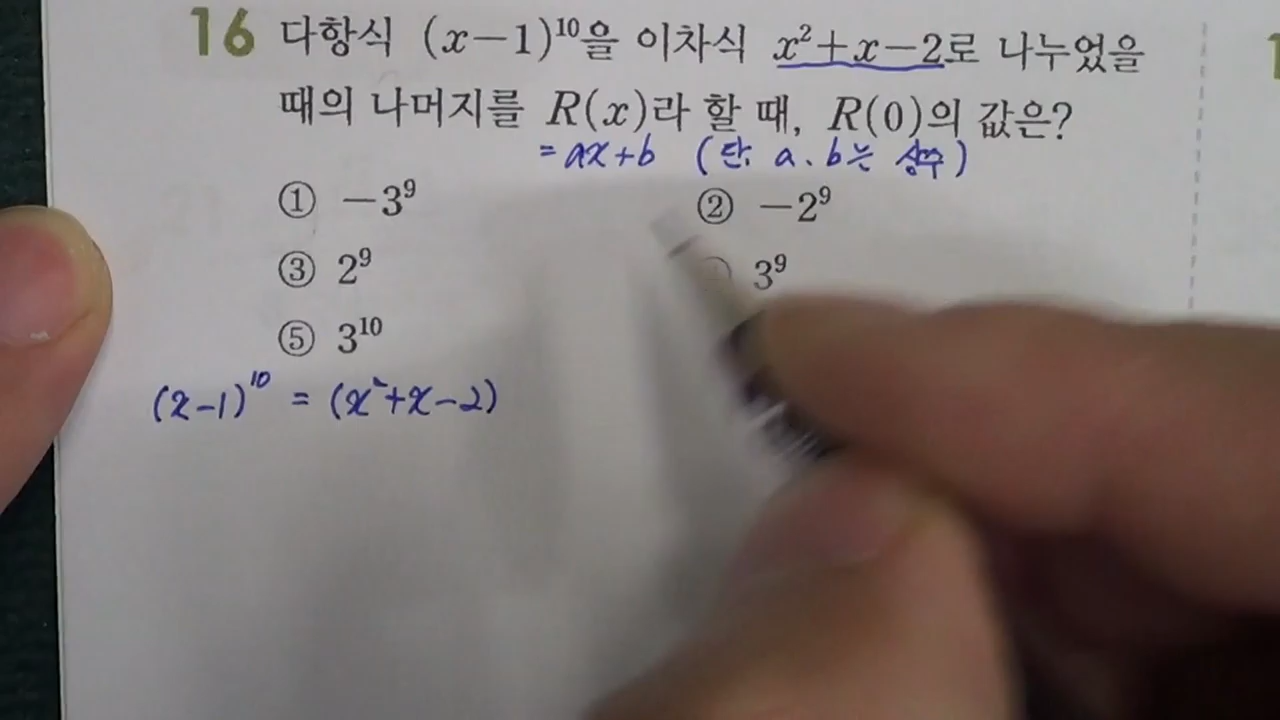 16 다항식 (x−1)¹⁰을 이차식 x²+x−2로 나누었을
때의 나머지를 R(x)라 할 때, R(0)의 값은?
= ax+b (단, a, b는 상수)
① −3⁹ ② −2⁹
③ 2⁹ 3⁹
⑤ 3¹⁰
(x-1)¹⁰ = (x²+x-2)